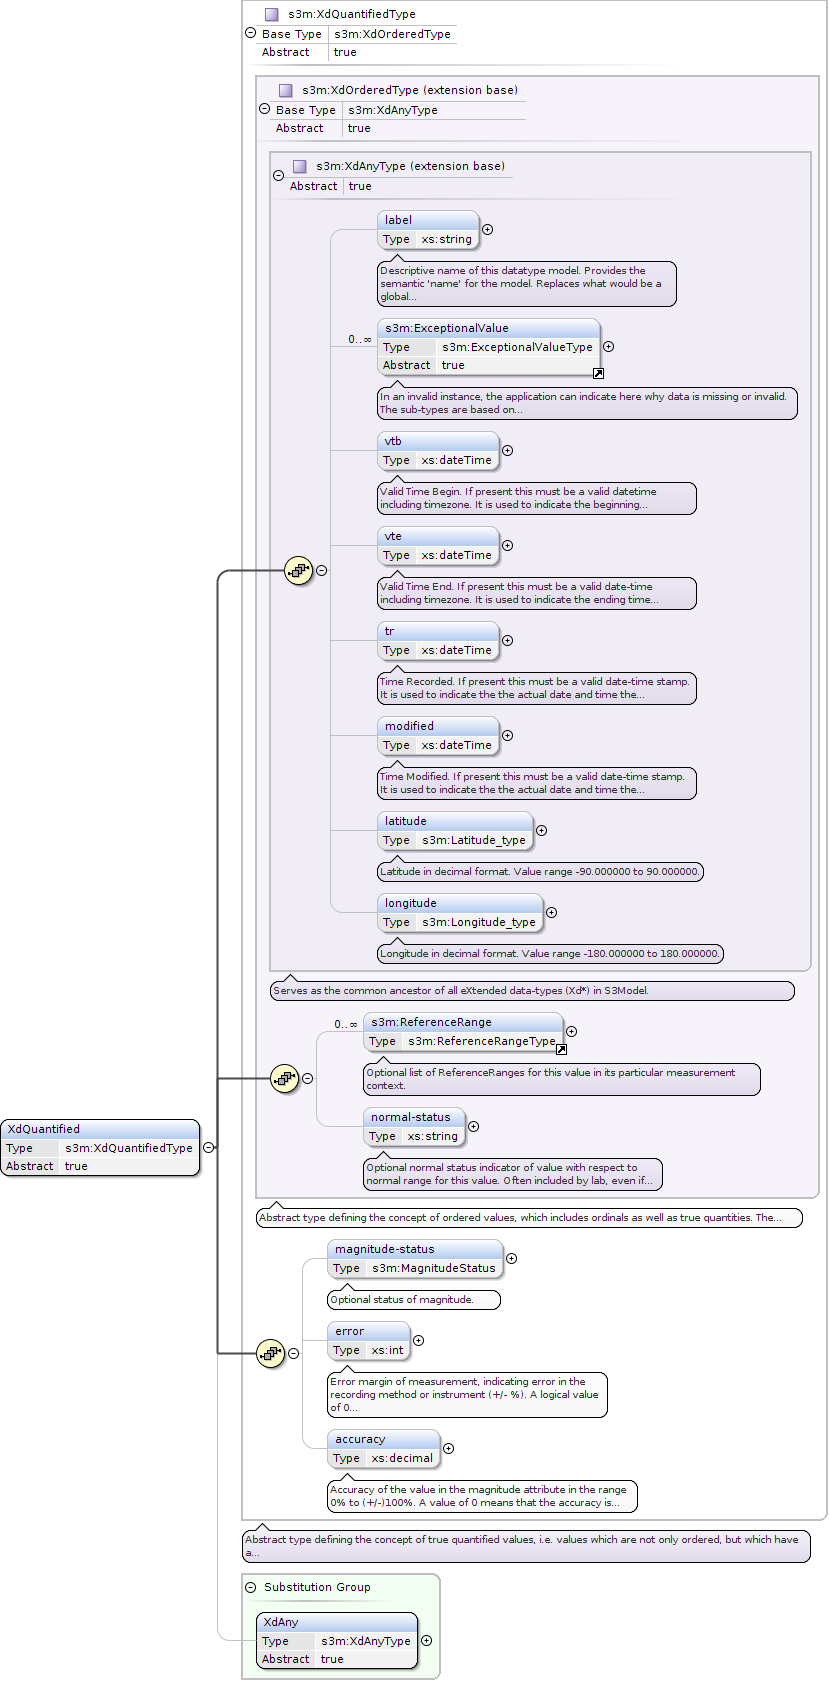 s3m:XdQuantifiedType
Base Type s3m:XdOrderedType
Abstract true
s3m:XdOrderedType (extension base)
Base Type s3m:XdAnyType
Abstract true
s3m:XdAnyType (extension base)
Abstract true
label
Type xs:string
Descriptive name of this datatype model. Provides the
semantic 'name' for the model. Replaces what would be a
global...
0..∞
s3m:ExceptionalValue
Type s3m:ExceptionalValueType
Abstract true
In an invalid instance, the application can indicate here why data is missing or invalid.
The sub-types are based on...
vtb
Type xs:dateTime
Valid Time Begin. If present this must be a valid datetime
including timezone. It is used to indicate the beginning...
vte
Type xs:dateTime
Valid Time End. If present this must be a valid date-time
including timezone. It is used to indicate the ending time...
tr
Type xs:dateTime
Time Recorded. If present this must be a valid date-time stamp.
It is used to indicate the the actual date and time the...
modified
Type xs:dateTime
Time Modified. If present this must be a valid date-time stamp.
It is used to indicate the the actual date and time the...
latitude
Type s3m:Latitude_type
Latitude in decimal format. Value range -90.000000 to 90.000000.
longitude
Type s3m:Longitude_type
Longitude in decimal format. Value range -180.000000 to 180.000000.
Serves as the common ancestor of all eXtended data-types (Xd*) in S3Model.
0..∞
s3m:ReferenceRange
Type s3m:ReferenceRangeType
Optional list of ReferenceRanges for this value in its particular measurement
context.
normal-status
Type xs:string
Optional normal status indicator of value with respect to
normal range for this value. Often included by lab, even if...
XdQuantified
Type s3m:XdQuantifiedType
Abstract true
Abstract type defining the concept of ordered values, which includes ordinals as well as true quantities. The...
magnitude-status
Type s3m:MagnitudeStatus
Optional status of magnitude.
error
Type xs:int
Error margin of measurement, indicating error in the
recording method or instrument (+/- %). A logical value
of 0...
accuracy
Type xs:decimal
Accuracy of the value in the magnitude attribute in the range
0% to (+/-)100%. A value of 0 means that the accuracy is...
Abstract type defining the concept of true quantified values, i.e. values which are not only ordered, but which have
a...
Substitution Group
XdAny
Type s3m:XdAnyType
Abstract true